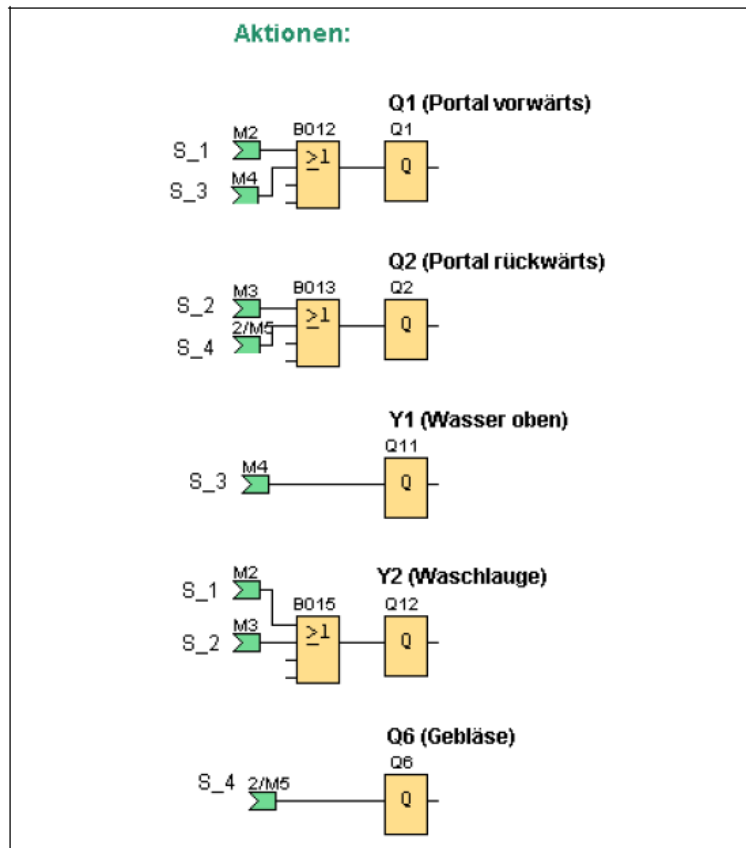 Aktionen:
Q1 (Portal vorwärts)
M2 B012 Q1
S_1 >1 Q
M4
S_3
Q2 (Portal rückwärts)
M3 B013 Q2
S_2 >1 Q
2/M5
S_4
Y1 (Wasser oben)
M4 Q11
S_3 Q
M2 Y2 (Waschlauge)
S_1 B015 Q12
M3 >1 Q
S_2
Q6 (Gebläse)
S_4 2/M5 Q6
Q